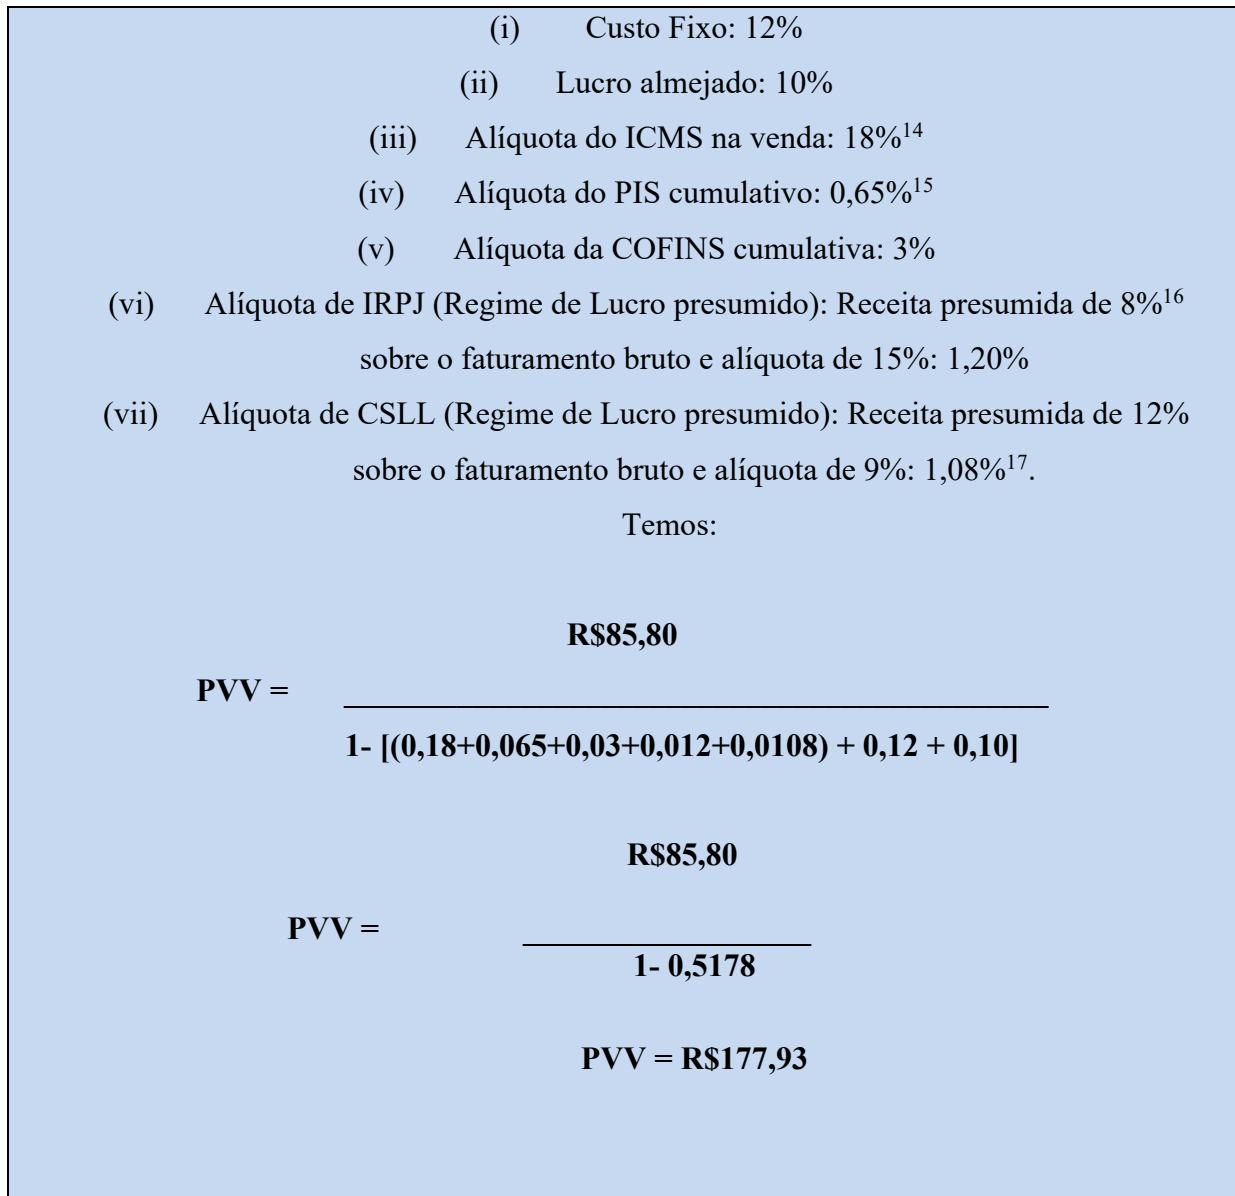 (i) Custo Fixo: 12%
(ii) Lucro almejado: 10%
(iii) Alíquota do ICMS na venda: 18%14
(iv) Alíquota do PIS cumulativo: 0,65%15
(v) Alíquota da COFINS cumulativa: 3%
(vi) Alíquota de IRPJ (Regime de Lucro presumido): Receita presumida de 8%16
sobre o faturamento bruto e alíquota de 15%: 1,20%
(vii) Alíquota de CSLL (Regime de Lucro presumido): Receita presumida de 12%
sobre o faturamento bruto e alíquota de 9%: 1,08%17.
Temos:
R$85,80
PVV =
1- [(0,18+0,065+0,03+0,012+0,0108) + 0,12 + 0,10]
R$85,80
PVV =
1- 0,5178
PVV = R$177,93